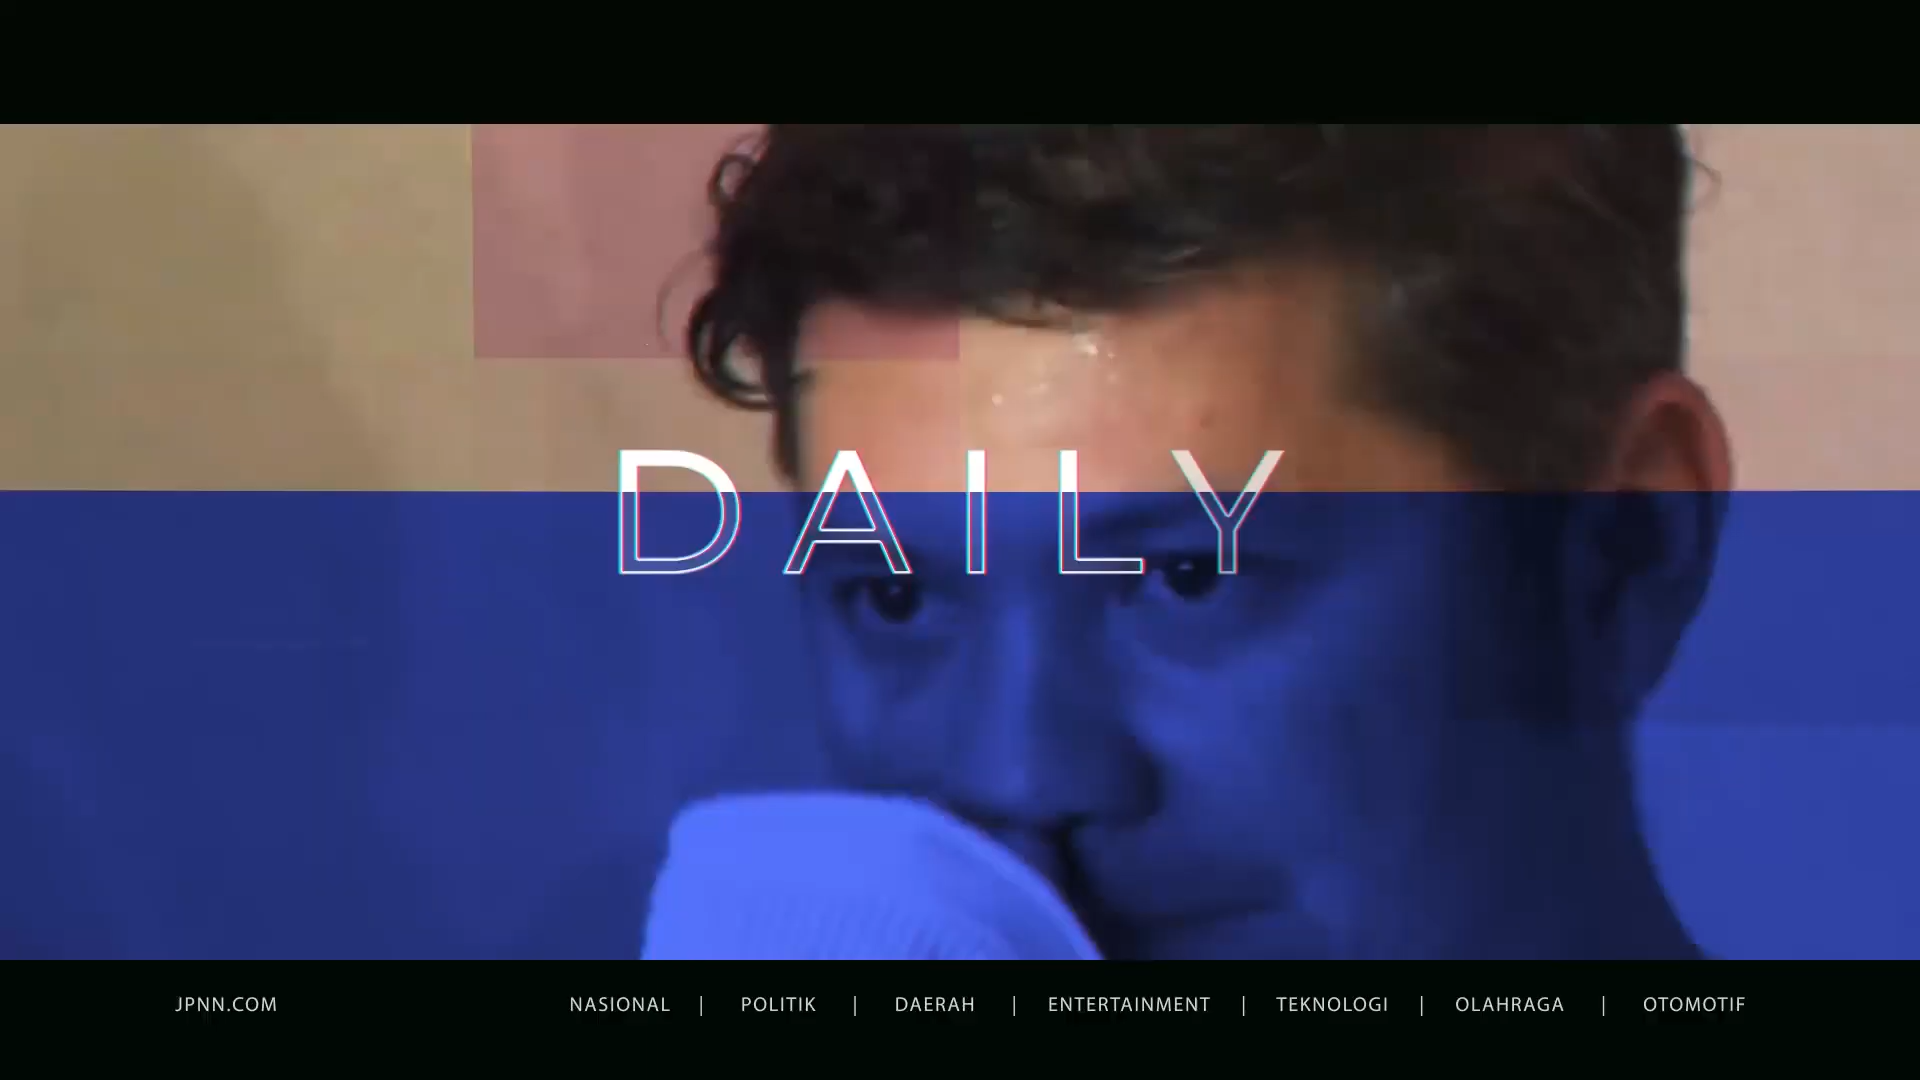 DAILY
JPNN.COM NASIONAL | POLITIK | DAERAH | ENTERTAINMENT | TEKNOLOGI | OLAHRAGA | OTOMOTIF